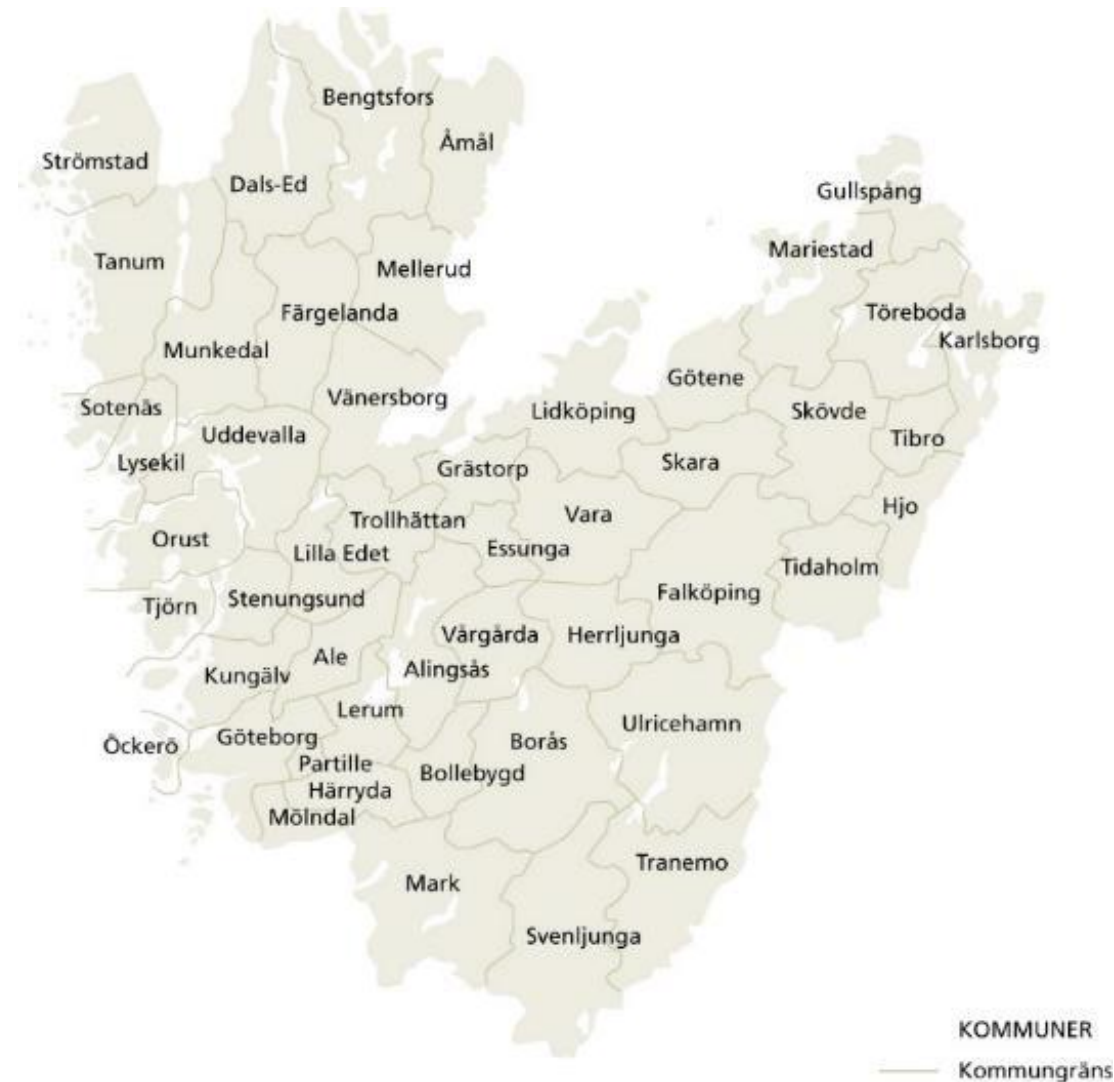 Bengtsfors
Åmål
Strömstad
Dals-Ed
Gullspång
Mariestad
Tanum
Mellerud
Färgelanda
Töreboda
Karlsborg
Munkedal
Götene
Vänersborg
Sotenäs
Lidköping
Skövde
Uddevalla
Tibro
Lysekil
Grästorp
Skara
Hjo
Vara
Trollhättan
Orust
Essunga
Lilla Edet
Tidaholm
Falköping
Stenungsund
Tjörn
Vårgårda
Herrljunga
Ale
Alingsås
Kungälv
Lerum
Ulricehamn
Göteborg
Borås
Öckerö
Partille
Bollebygd
Härryda
Mölndal
Tranemo
Mark
Svenljunga
KOMMUNER
Kommungräns